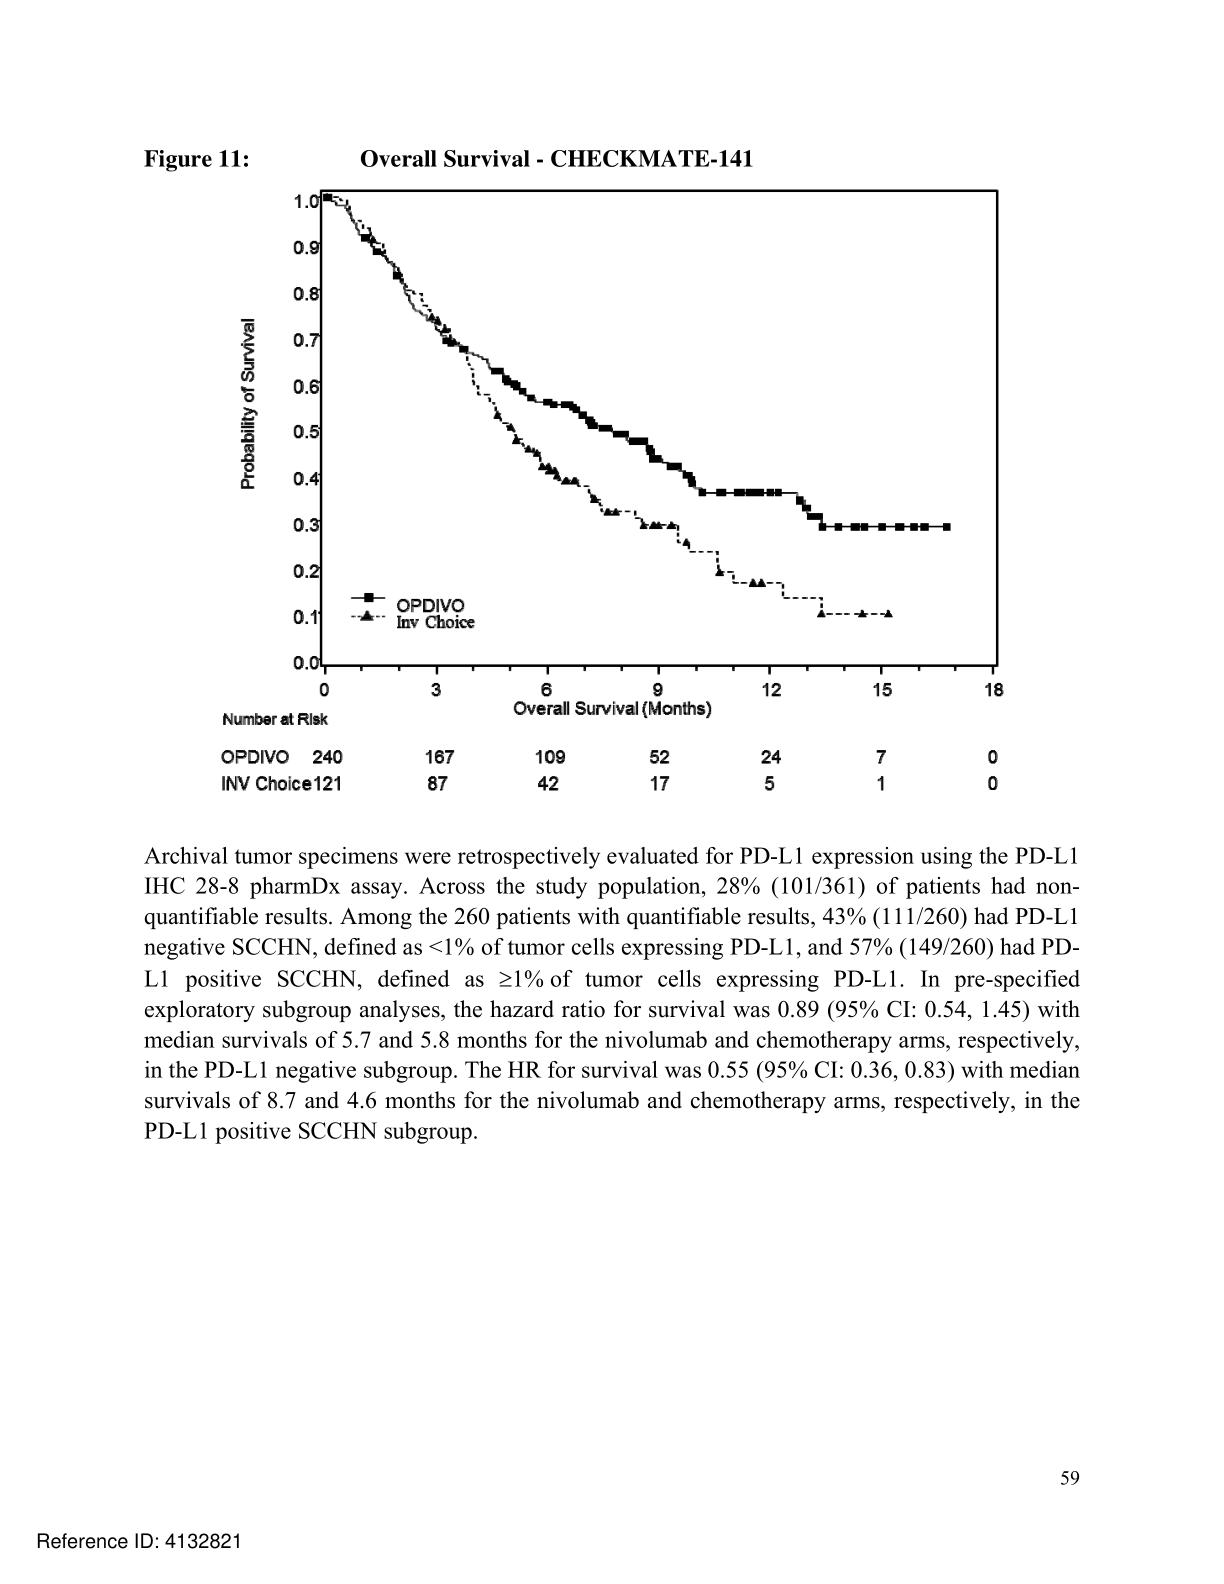 Figure 11: Overall Survival - CHECKMATE-141
1.0
0.9
0.8
0.7
0.6
0.5
0.4
0.3
0.2
0.1
0.0
Probability of Survival
OPDIVO
Inv Choice
0 3 6 9 12 15 18
Overall Survival (Months)
Number at Risk
OPDIVO 240 167 109 52 24 7 0
INV Choice 121 87 42 17 5 1 0
Archival tumor specimens were retrospectively evaluated for PD-L1 expression using the PD-L1
IHC 28-8 pharmDx assay. Across the study population, 28% (101/361) of patients had non-
quantifiable results. Among the 260 patients with quantifiable results, 43% (111/260) had PD-L1
negative SCCHN, defined as <1% of tumor cells expressing PD-L1, and 57% (149/260) had PD-
L1 positive SCCHN, defined as ≥1% of tumor cells expressing PD-L1. In pre-specified
exploratory subgroup analyses, the hazard ratio for survival was 0.89 (95% CI: 0.54, 1.45) with
median survivals of 5.7 and 5.8 months for the nivolumab and chemotherapy arms, respectively,
in the PD-L1 negative subgroup. The HR for survival was 0.55 (95% CI: 0.36, 0.83) with median
survivals of 8.7 and 4.6 months for the nivolumab and chemotherapy arms, respectively, in the
PD-L1 positive SCCHN subgroup.
59
Reference ID: 4132821